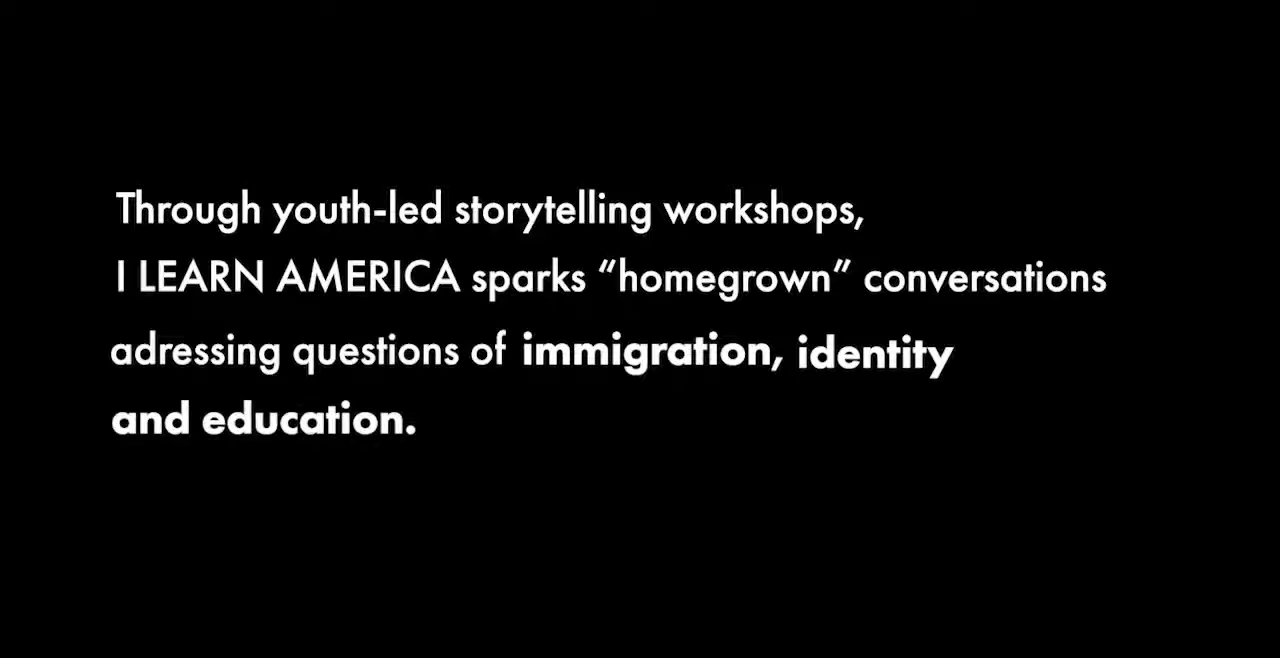 Through youth-led storytelling workshops,
I LEARN AMERICA sparks “homegrown” conversations
adressing questions of immigration, identity
and education.